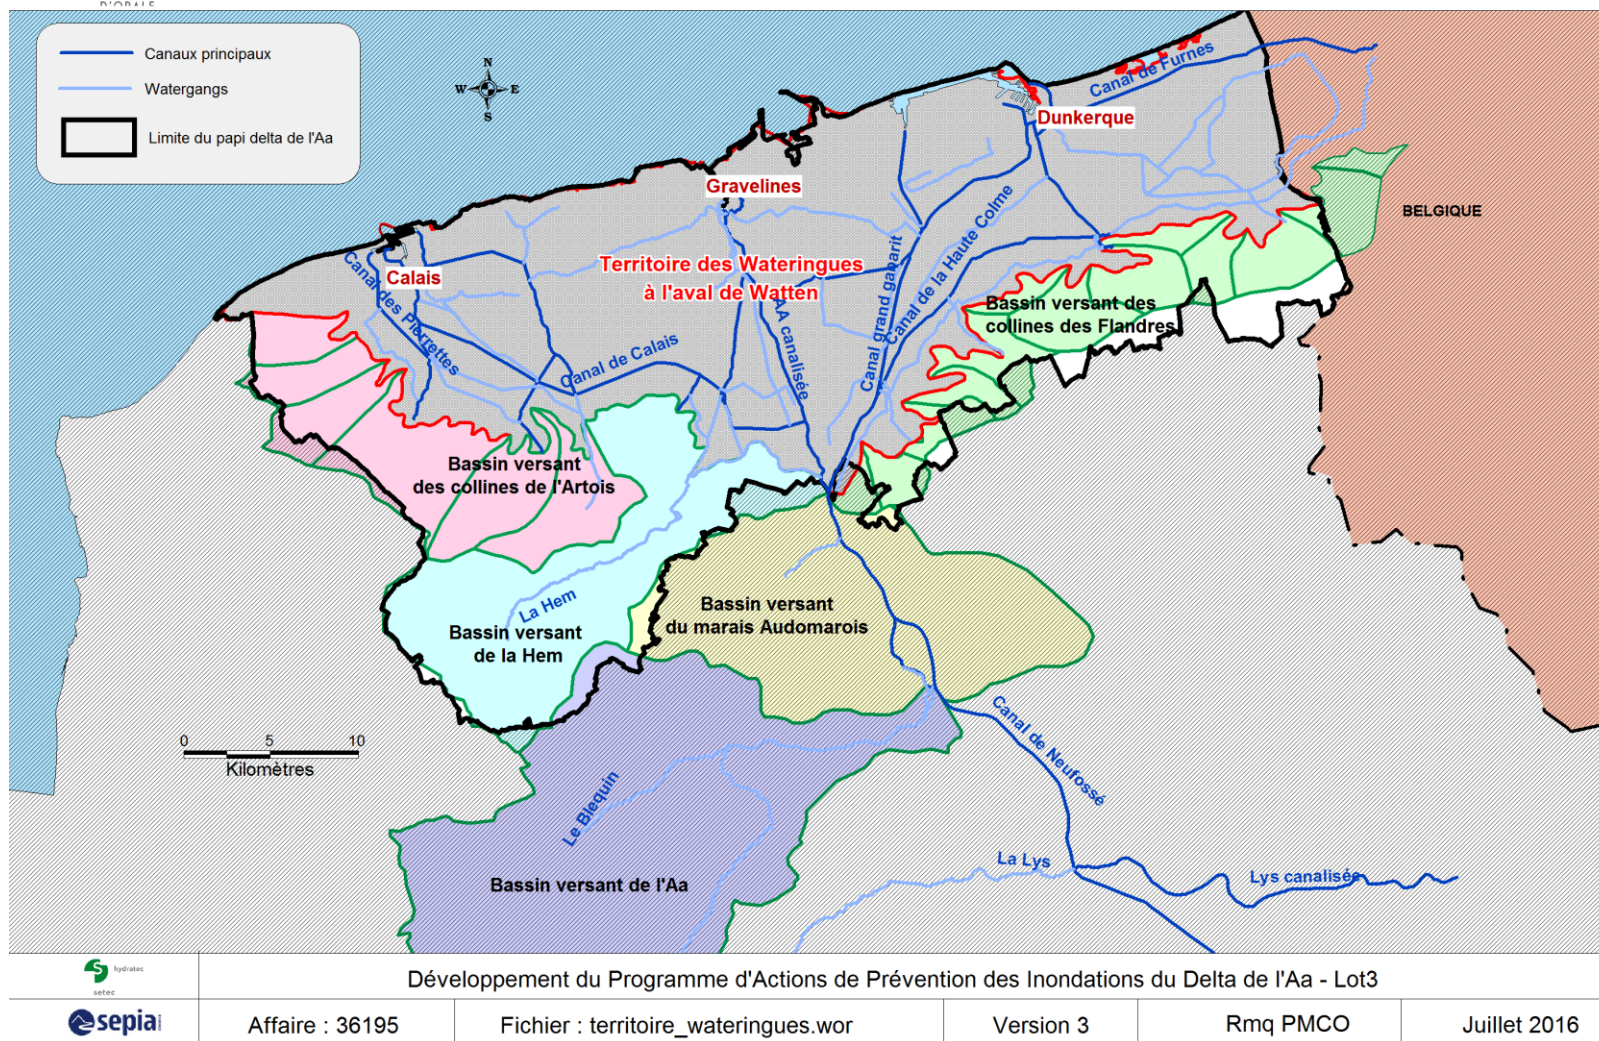 D'OPALE
Canaux principaux
Watergangs
Limite du papi delta de l'Aa
N
W E
S
Canal de Furnes
Dunkerque
Gravelines
BELGIQUE
Calais
Territoire des Wateringues
à l'aval de Watten
Canal des Pierrettes
Canal de Calais
AA canalisée
Canal grand gabarit
Canal de la Haute Colme
Bassin versant des
collines des Flandres
Bassin versant
des collines de l'Artois
La Hem
Bassin versant
de la Hem
Bassin versant
du marais Audomarois
0 5 10
Kilomètres
Canal de Neufossé
Le Blequin
Bassin versant de l'Aa
La Lys
Lys canalisée
hydratec
setec
Développement du Programme d'Actions de Prévention des Inondations du Delta de l'Aa - Lot3
sepia
Affaire : 36195
Fichier : territoire_wateringues.wor
Version 3
Rmq PMCO
Juillet 2016